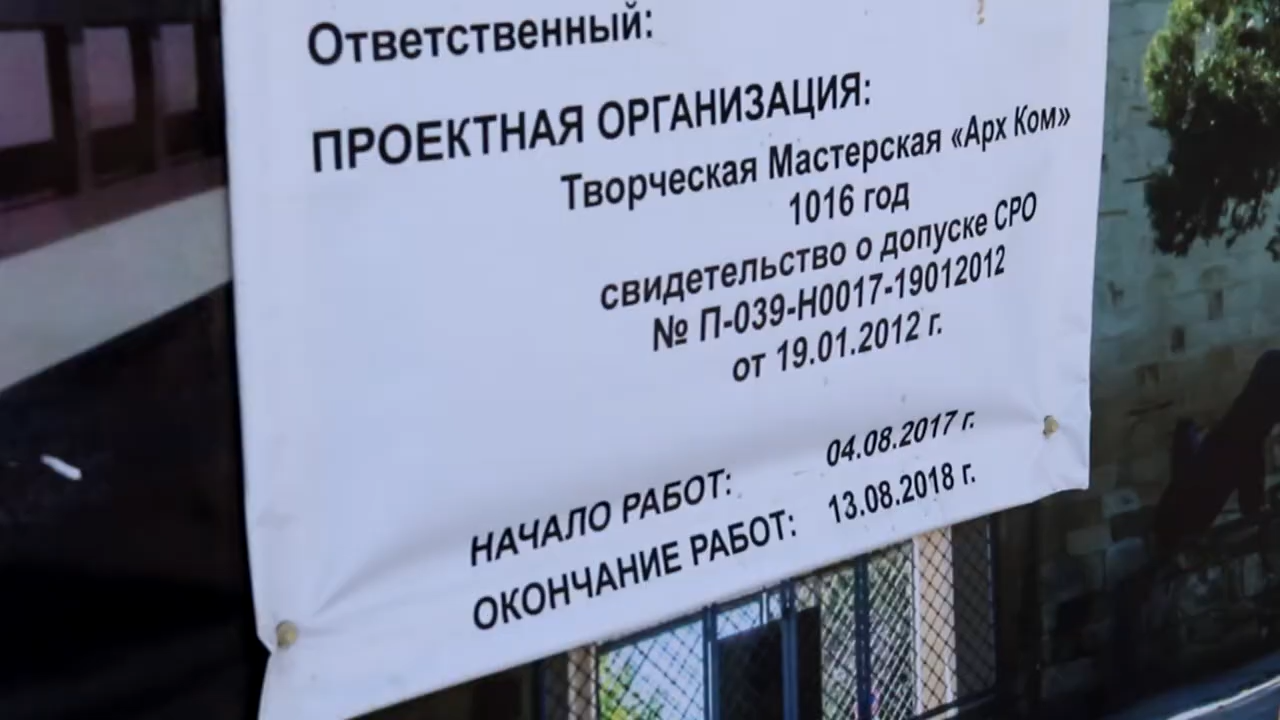 Ответственный:
ПРОЕКТНАЯ ОРГАНИЗАЦИЯ:
Творческая Мастерская «Арх Ком»
1016 год
свидетельство о допуске СРО
№ П-039-Н0017-19012012
от 19.01.2012 г.
НАЧАЛО РАБОТ: 04.08.2017 г.
ОКОНЧАНИЕ РАБОТ: 13.08.2018 г.